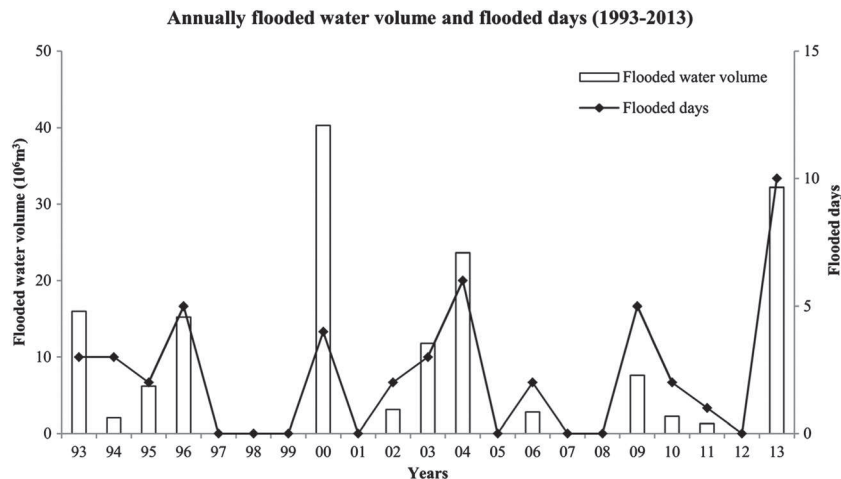 Annually flooded water volume and flooded days (1993-2013)
50
40
30
20
10
0
Flooded water volume (10⁶m³)
15
10
5
0
Flooded days
Flooded water volume
Flooded days
93 94 95 96 97 98 99 00 01 02 03 04 05 06 07 08 09 10 11 12 13
Years